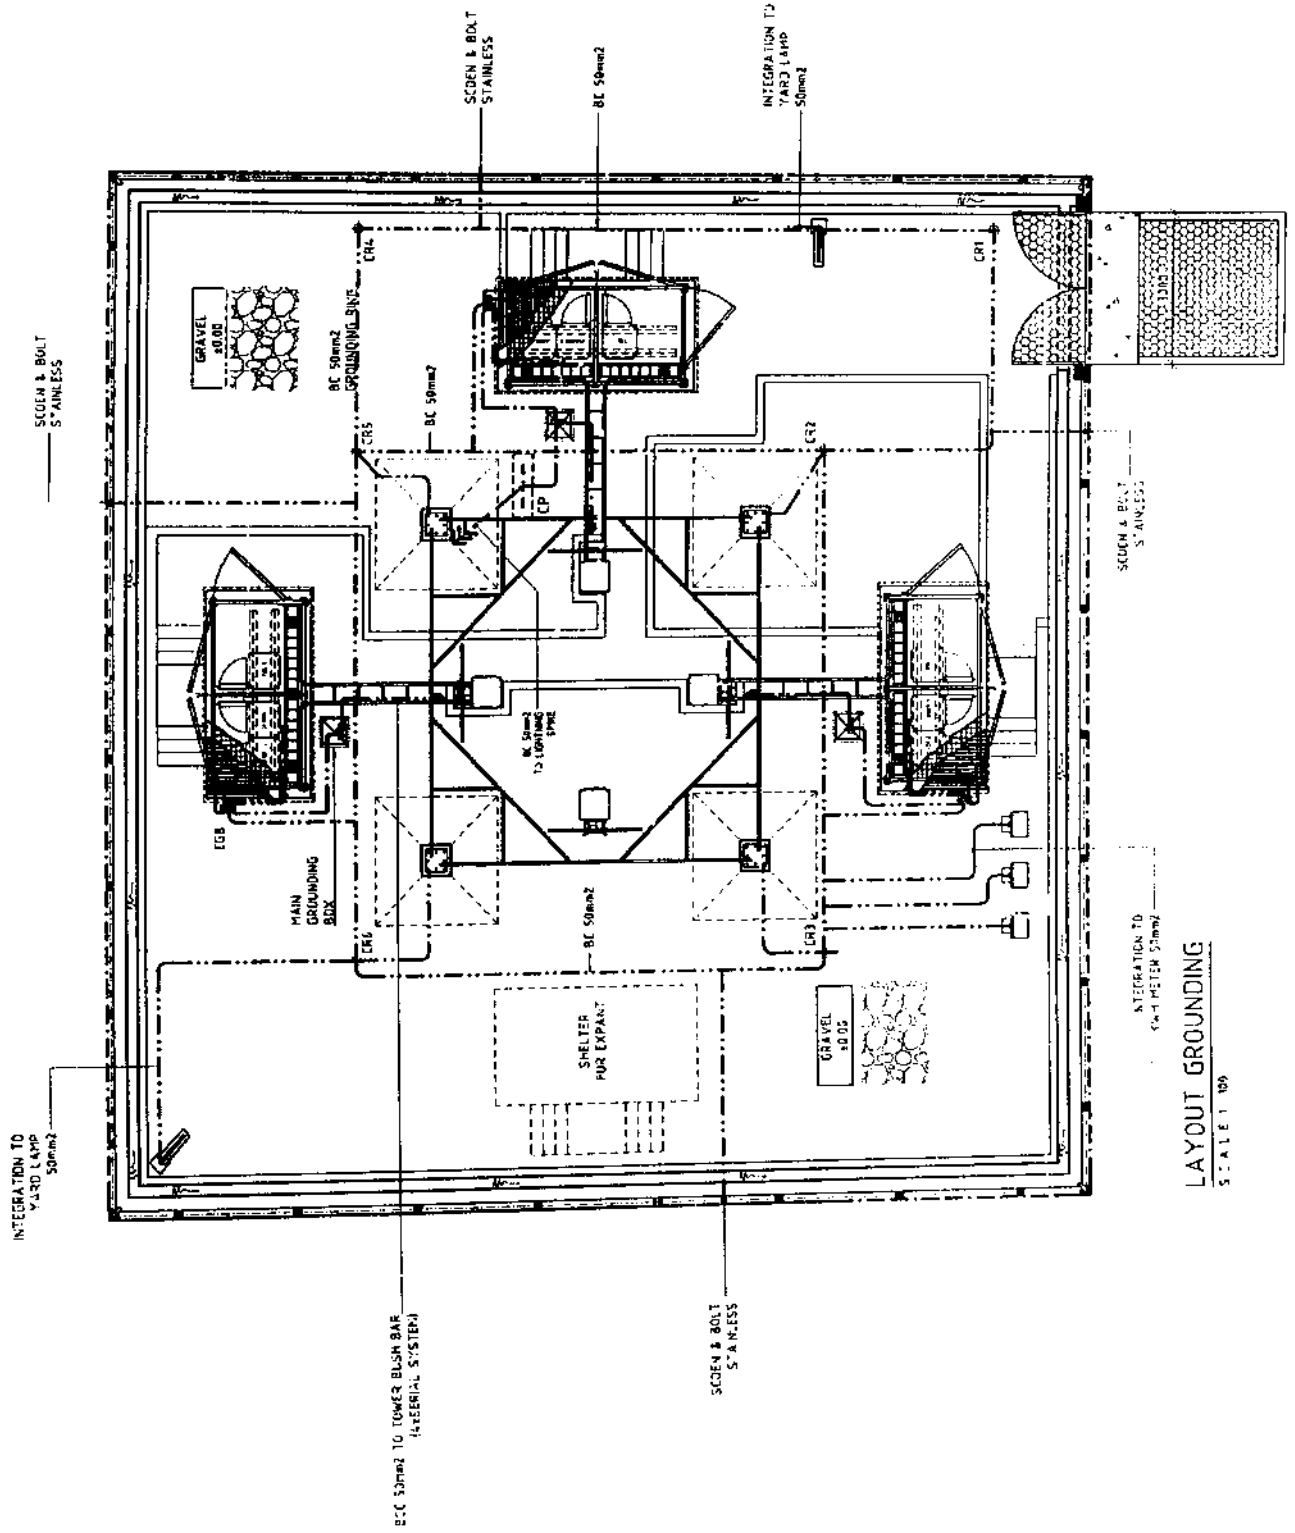 SCDEN & BOLT
STAINLESS
BC 50mm2
INTEGRATION TO
YARD LAMP
50mm2
SCDEN & BOLT
STAINLESS
GRAVEL
±0.00
BC 50mm2
GROUNDING RING
BC 50mm2
CR4
CR1
CR5
CR2
CP
SCDEN & BOLT
STAINLESS
BC 50mm2
TO LIGHTNING
SPIKE
EGB
MAIN
GROUNDING
BOX
CR6
BC 50mm2
CR3
SHELTER
FOR EXPANT
GRAVEL
±0.00
INTEGRATION TO
KWH METER 50mm2
INTEGRATION TO
YARD LAMP
50mm2
BCC 50mm2 TO TOWER BUSH BAR
SCDEN & BOLT
STAINLESS
LAYOUT GROUNDING
SCALE 1 100